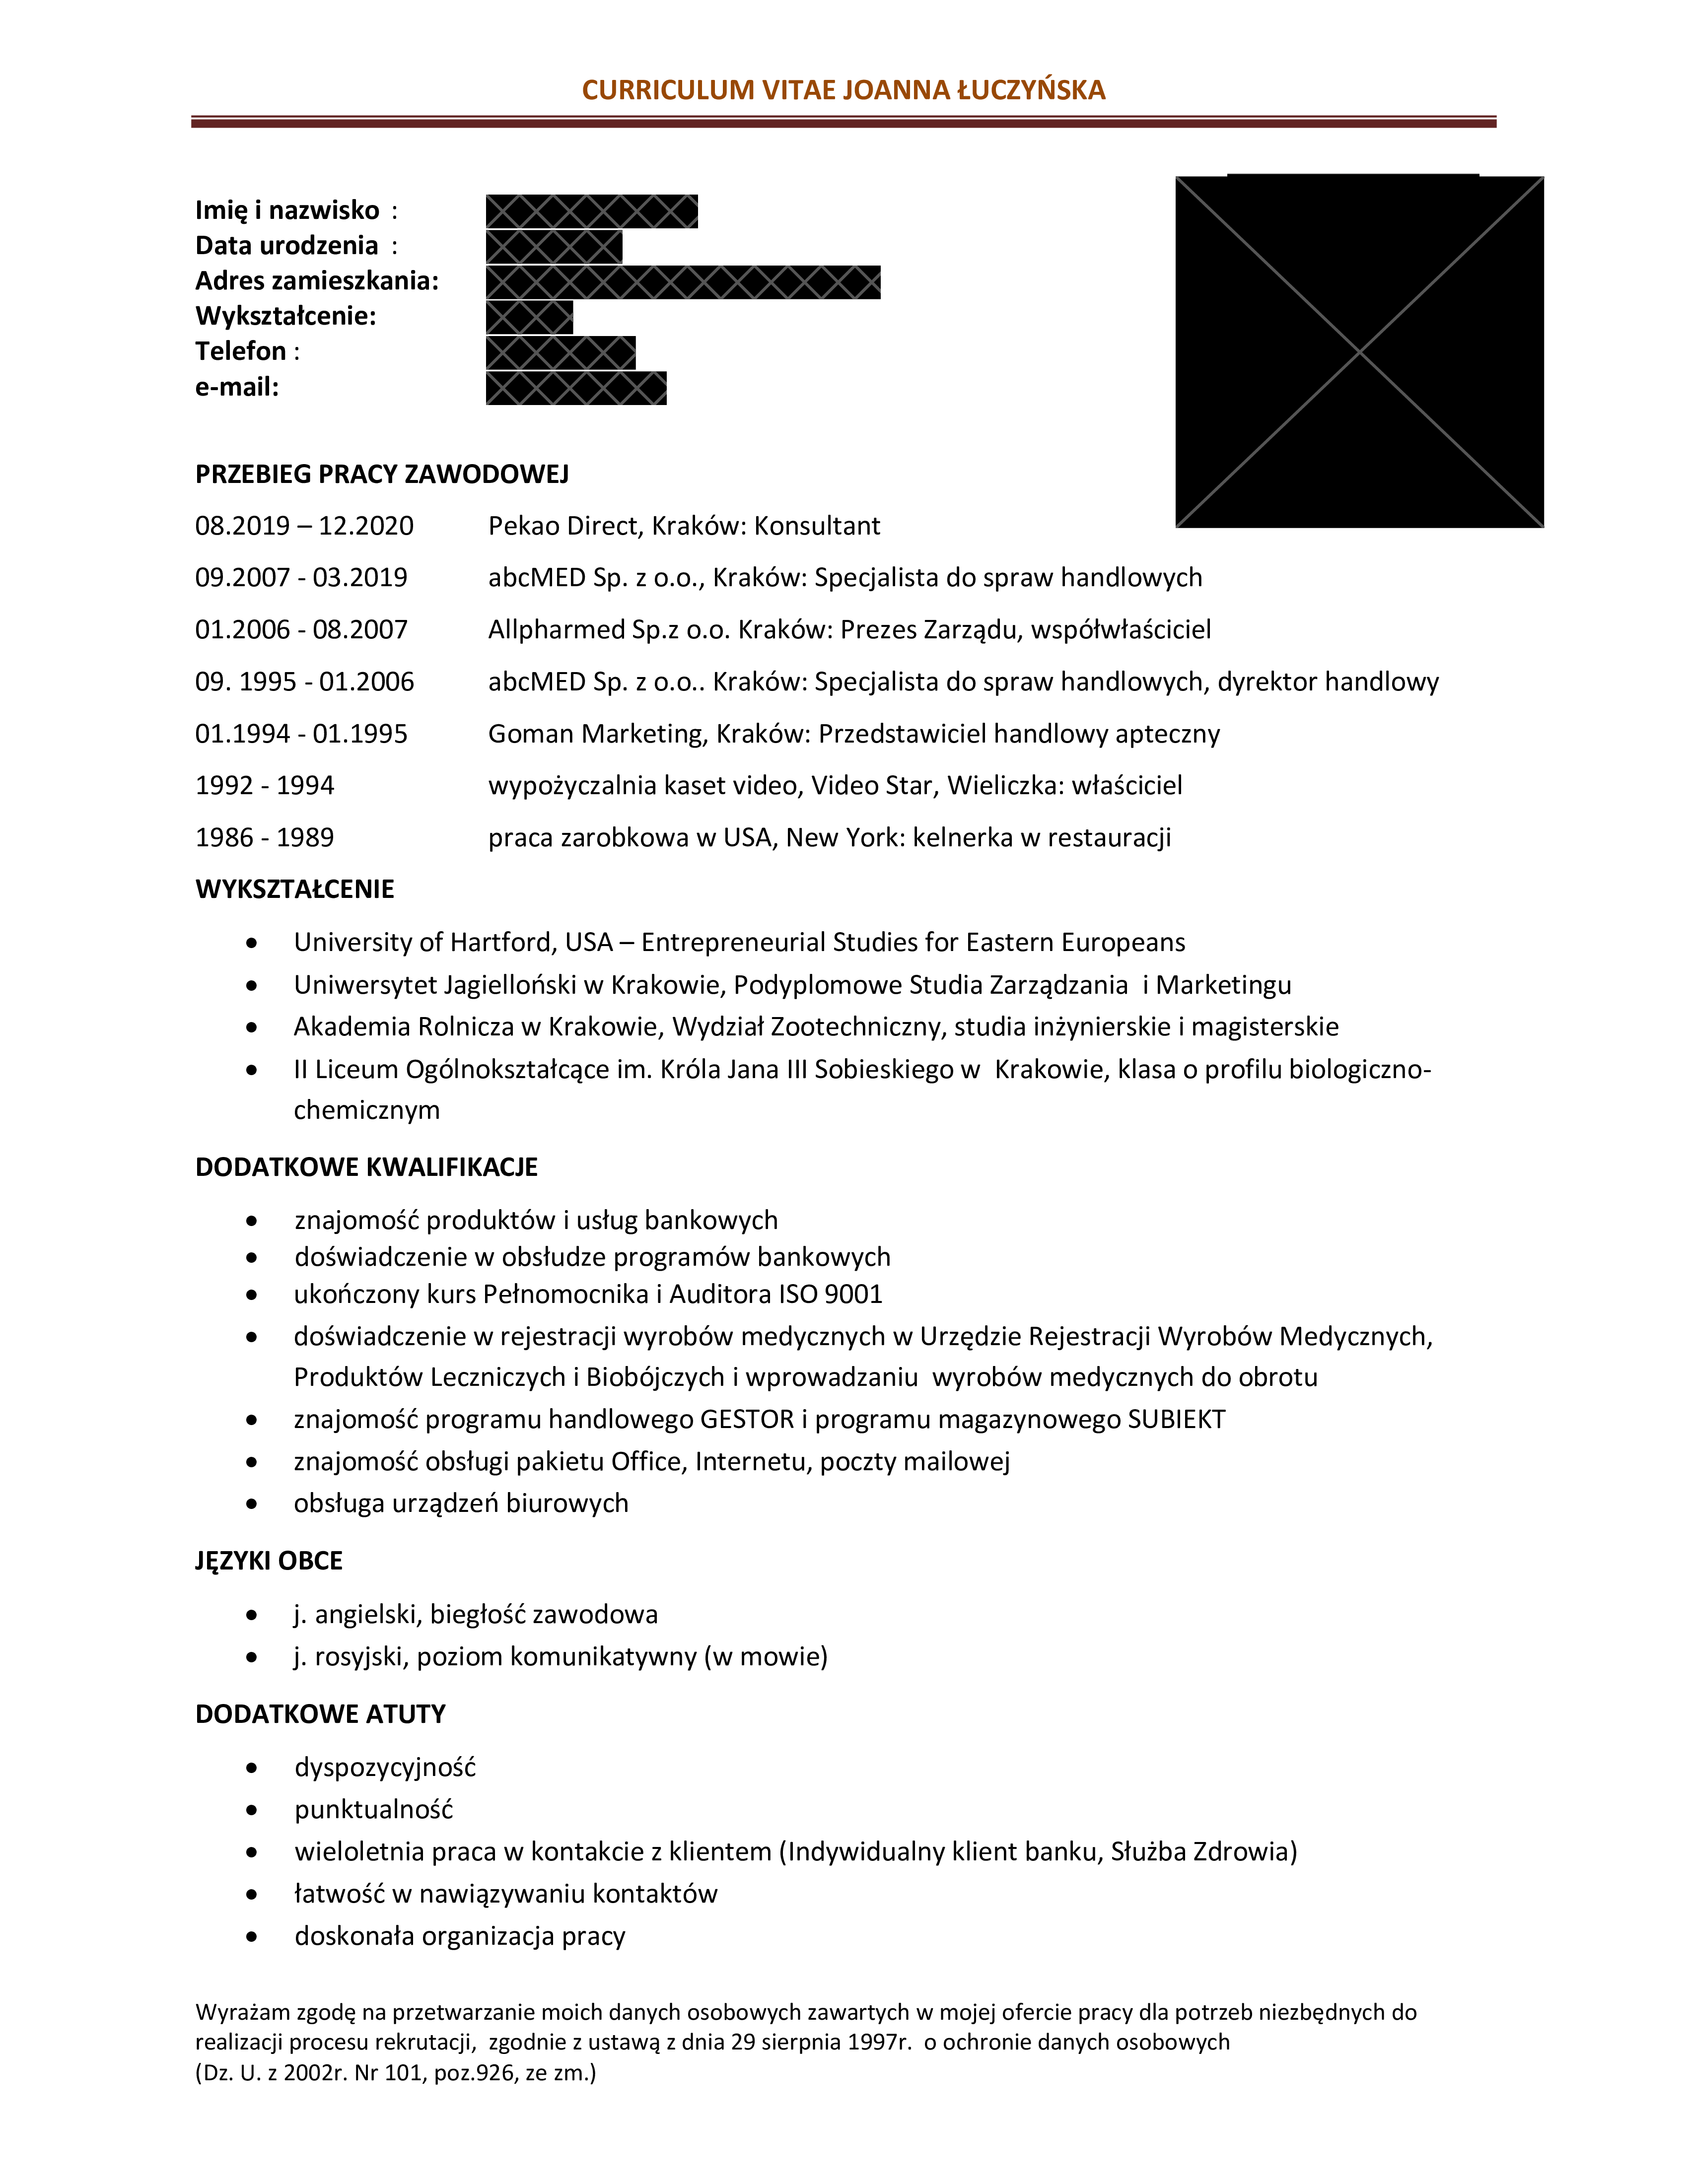 CURRICULUM VITAE JOANNA ŁUCZYŃSKA
Imię i nazwisko :
Data urodzenia :
Adres zamieszkania:
Wykształcenie:
Telefon :
e-mail:
PRZEBIEG PRACY ZAWODOWEJ
08.2019 – 12.2020 Pekao Direct, Kraków: Konsultant
09.2007 - 03.2019 abcMED Sp. z o.o., Kraków: Specjalista do spraw handlowych
01.2006 - 08.2007 Allpharmed Sp.z o.o. Kraków: Prezes Zarządu, współwłaściciel
09. 1995 - 01.2006 abcMED Sp. z o.o.. Kraków: Specjalista do spraw handlowych, dyrektor handlowy
01.1994 - 01.1995 Goman Marketing, Kraków: Przedstawiciel handlowy apteczny
1992 - 1994 wypożyczalnia kaset video, Video Star, Wieliczka: właściciel
1986 - 1989 praca zarobkowa w USA, New York: kelnerka w restauracji
WYKSZTAŁCENIE
• University of Hartford, USA – Entrepreneurial Studies for Eastern Europeans
• Uniwersytet Jagielloński w Krakowie, Podyplomowe Studia Zarządzania i Marketingu
• Akademia Rolnicza w Krakowie, Wydział Zootechniczny, studia inżynierskie i magisterskie
• II Liceum Ogólnokształcące im. Króla Jana III Sobieskiego w Krakowie, klasa o profilu biologiczno-
chemicznym
DODATKOWE KWALIFIKACJE
• znajomość produktów i usług bankowych
• doświadczenie w obsłudze programów bankowych
• ukończony kurs Pełnomocnika i Auditora ISO 9001
• doświadczenie w rejestracji wyrobów medycznych w Urzędzie Rejestracji Wyrobów Medycznych,
Produktów Leczniczych i Biobójczych i wprowadzaniu wyrobów medycznych do obrotu
• znajomość programu handlowego GESTOR i programu magazynowego SUBIEKT
• znajomość obsługi pakietu Office, Internetu, poczty mailowej
• obsługa urządzeń biurowych
JĘZYKI OBCE
• j. angielski, biegłość zawodowa
• j. rosyjski, poziom komunikatywny (w mowie)
DODATKOWE ATUTY
• dyspozycyjność
• punktualność
• wieloletnia praca w kontakcie z klientem (Indywidualny klient banku, Służba Zdrowia)
• łatwość w nawiązywaniu kontaktów
• doskonała organizacja pracy
Wyrażam zgodę na przetwarzanie moich danych osobowych zawartych w mojej ofercie pracy dla potrzeb niezbędnych do
realizacji procesu rekrutacji, zgodnie z ustawą z dnia 29 sierpnia 1997r. o ochronie danych osobowych
(Dz. U. z 2002r. Nr 101, poz.926, ze zm.)